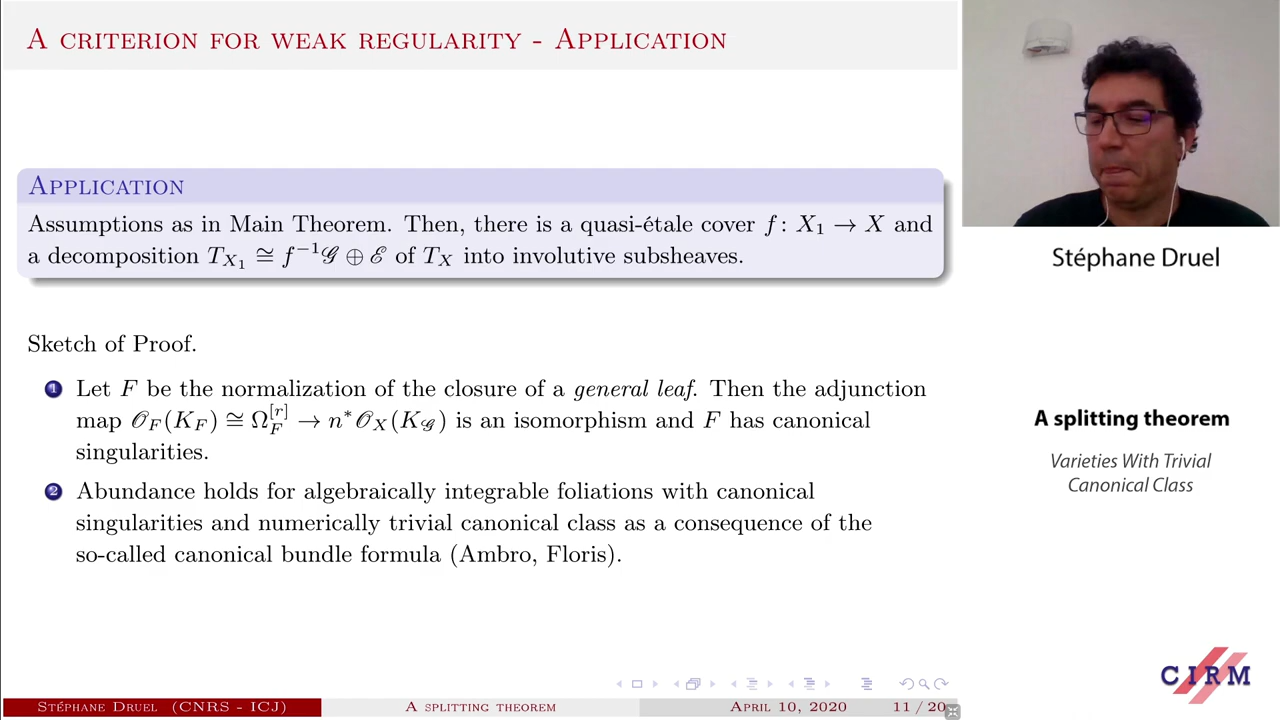 A criterion for weak regularity - Application
Application
Assumptions as in Main Theorem. Then, there is a quasi-étale cover f : X₁ → X and
a decomposition T_{X₁} ≅ f⁻¹𝒢 ⊕ ℰ of T_X into involutive subsheaves.
Sketch of Prof.
1 Let F be the normalization of the closure of a general leaf. Then the adjunction
map 𝒪_F(K_F) ≅ Ω_F^{[r]} → n*𝒪_X(K_𝒢) is an isomorphism and F has canonical
singularities.
2 Abundance holds for algebraically integrable foliations with canonical
singularities and numerically trivial canonical class as a consequence of the
so-called canonical bundle formula (Ambro, Floris).
Stéphane Druel (CNRS - ICJ) A splitting theorem April 10, 2020 11 / 20
Stéphane Druel
A splitting theorem
Varieties With Trivial
Canonical Class
CIRM